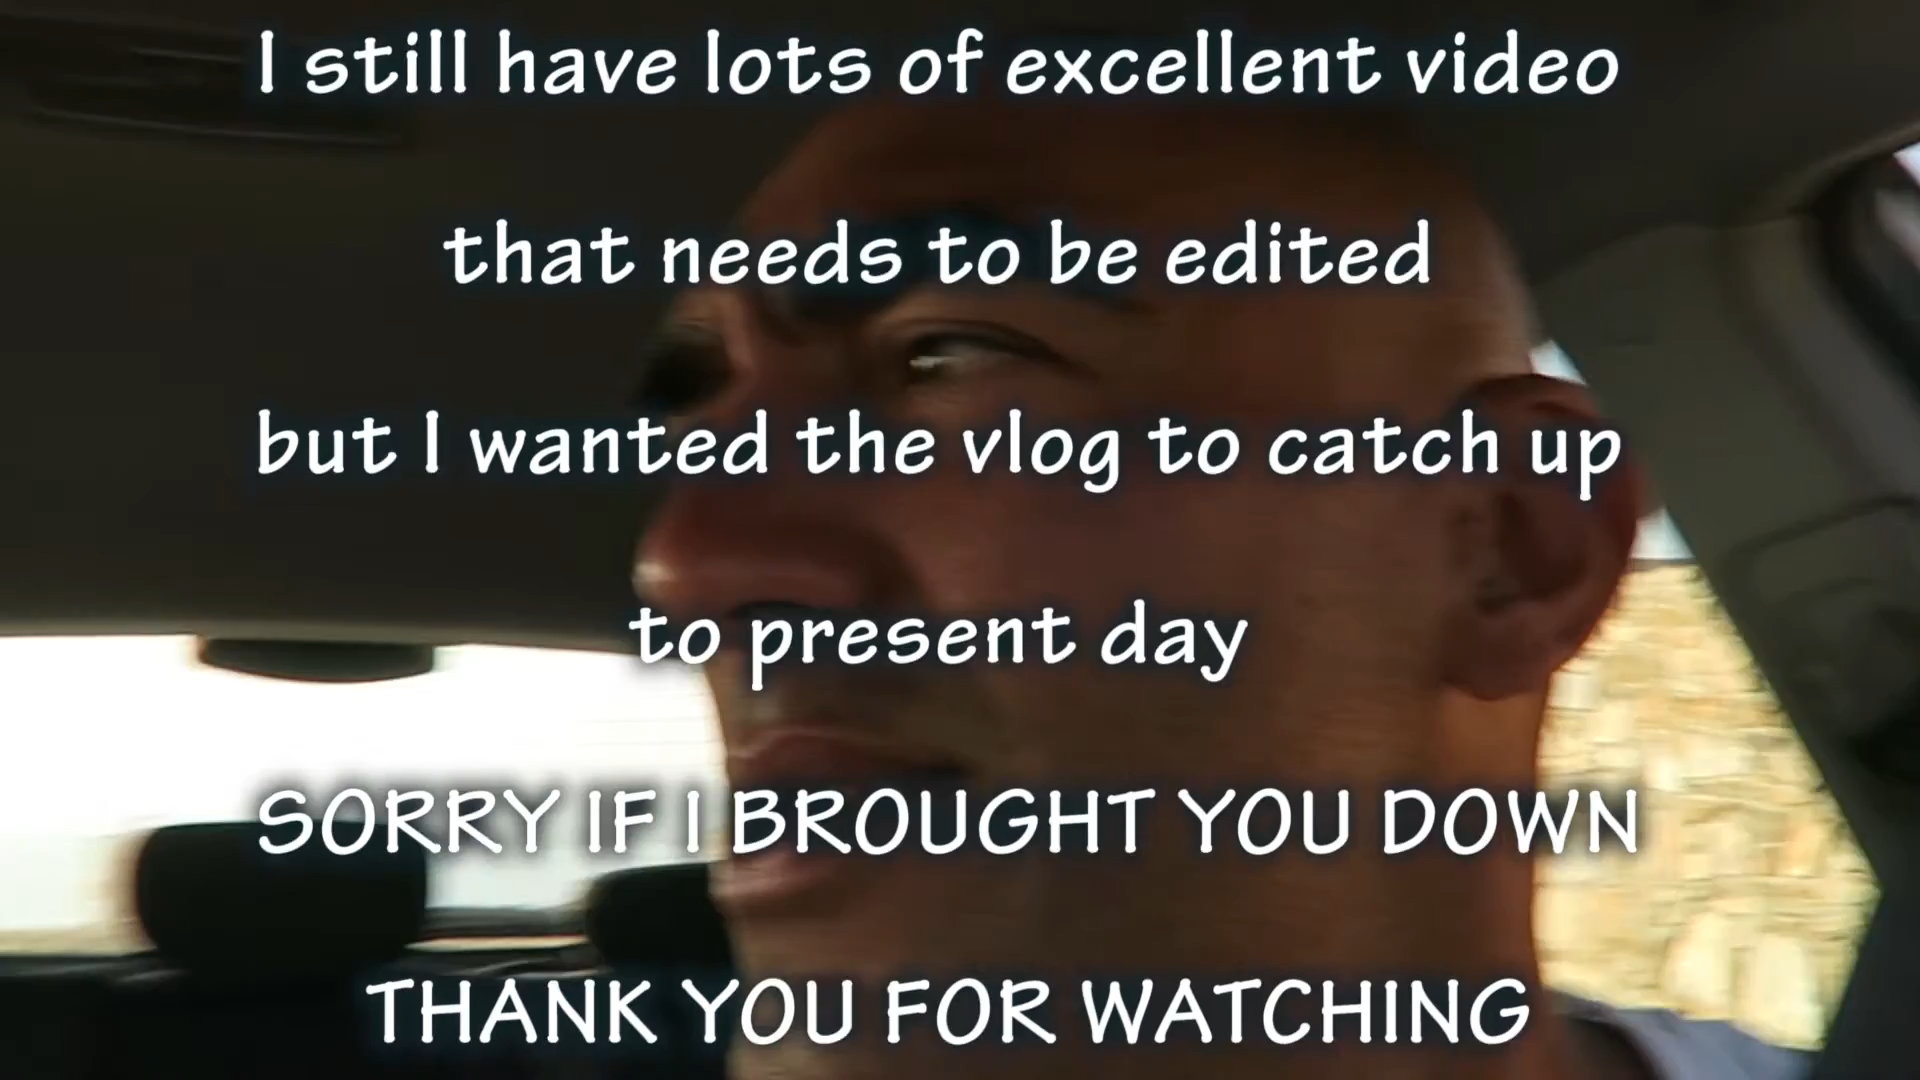 I still have lots of excellent video
that needs to be edited
but I wanted the vlog to catch up
to present day
SORRY IF I BROUGHT YOU DOWN
THANK YOU FOR WATCHING